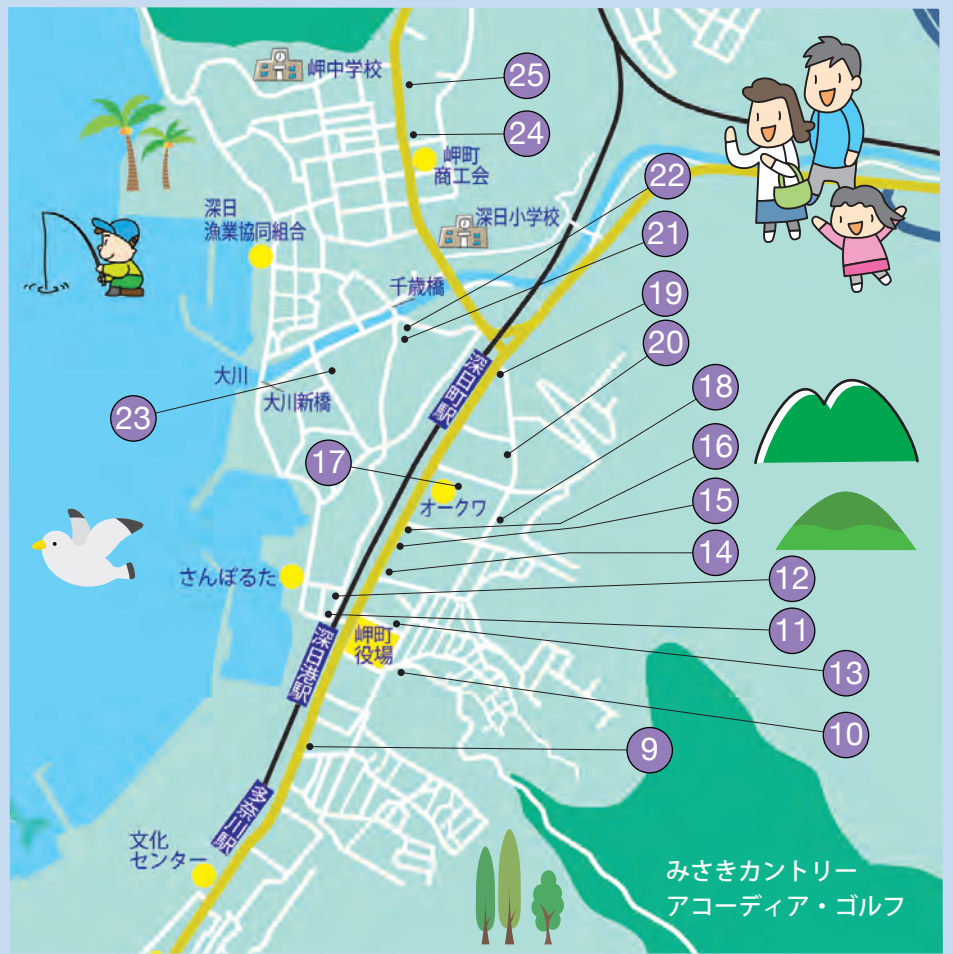 岬中学校
25
24
岬町
商工会
22
深日
漁業協同組合
深日小学校
21
千歳橋
19
20
大川
大川新橋
深日町駅
18
23
16
17
15
オークワ
14
さんぽるた
12
11
岬町
役場
深日港駅
13
10
9
多奈川駅
文化
センター
みさきカントリー
アコーディア・ゴルフ